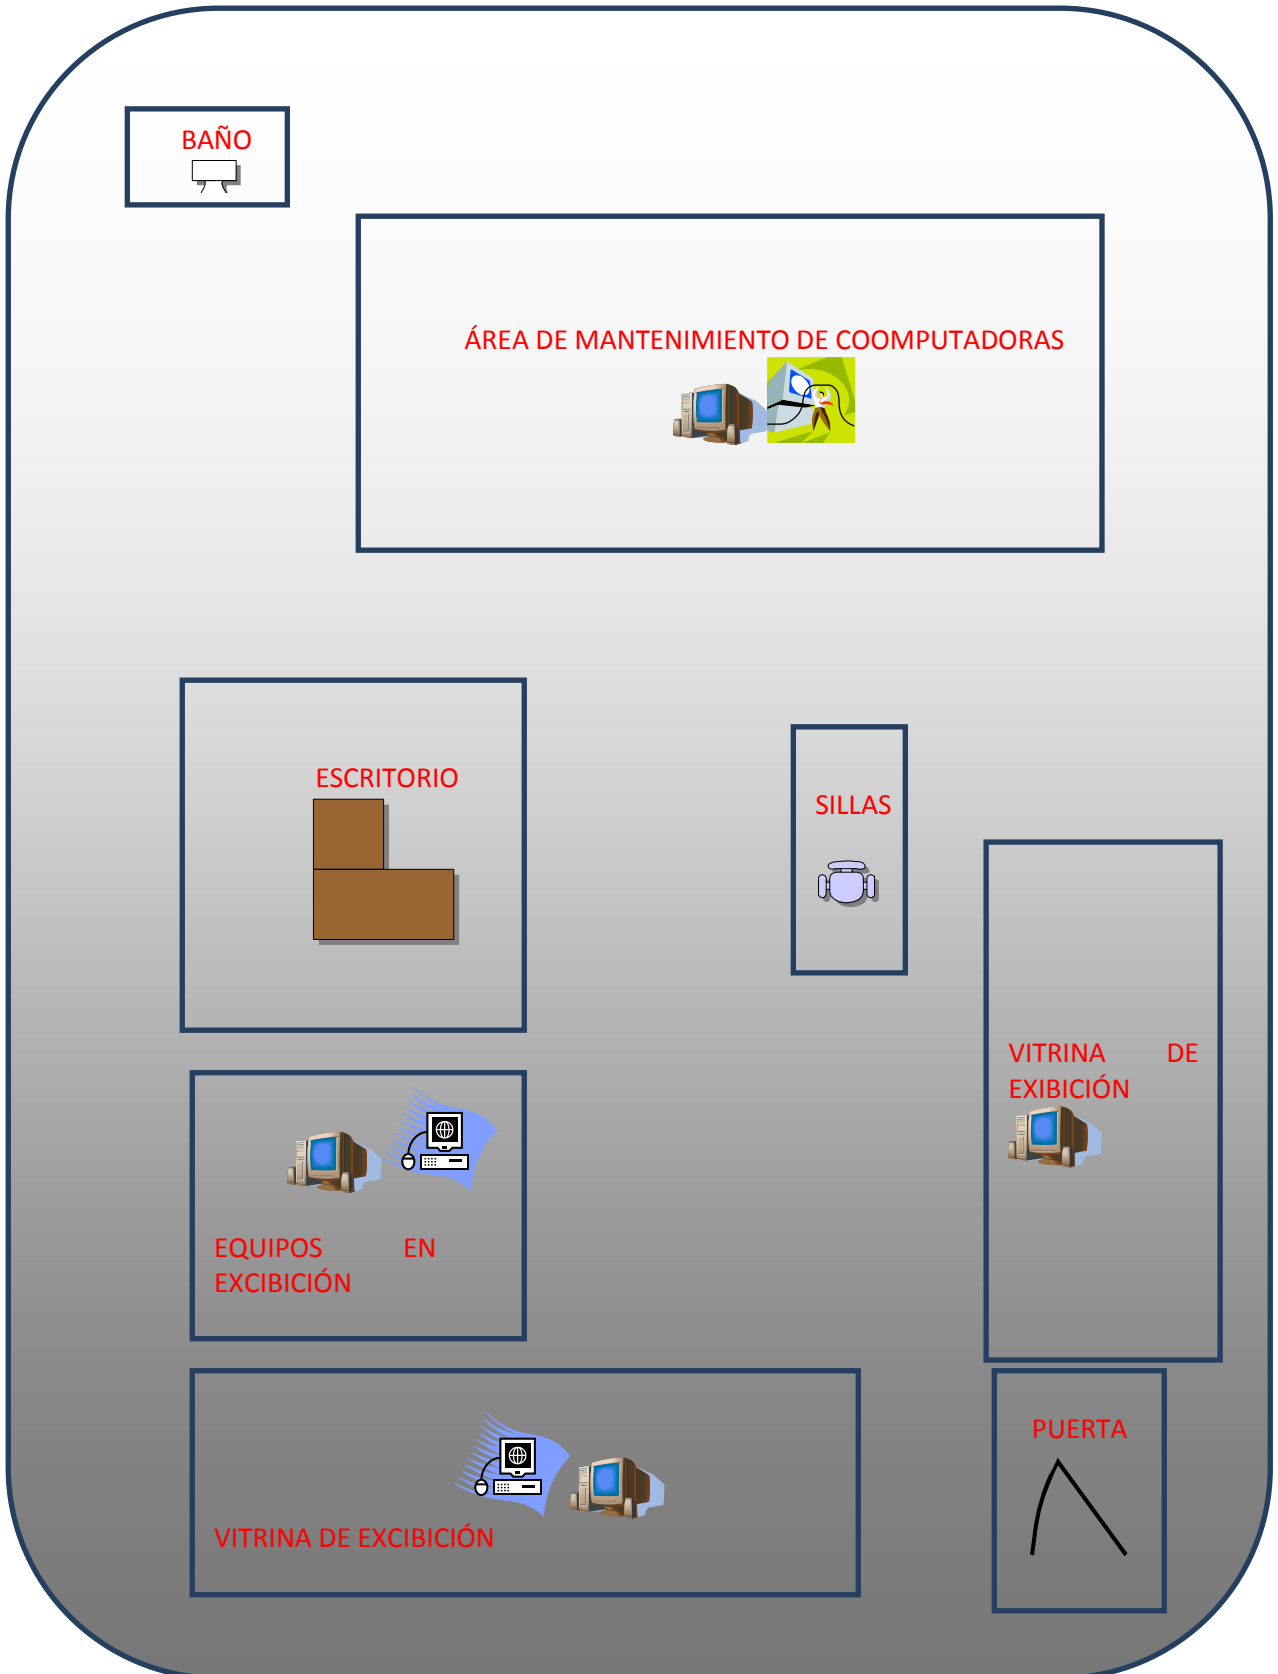 BAÑO
ÁREA DE MANTENIMIENTO DE COOMPUTADORAS
ESCRITORIO
SILLAS
VITRINA DE
EXIBICIÓN
EQUIPOS EN
EXCIBICIÓN
PUERTA
VITRINA DE EXCIBICIÓN